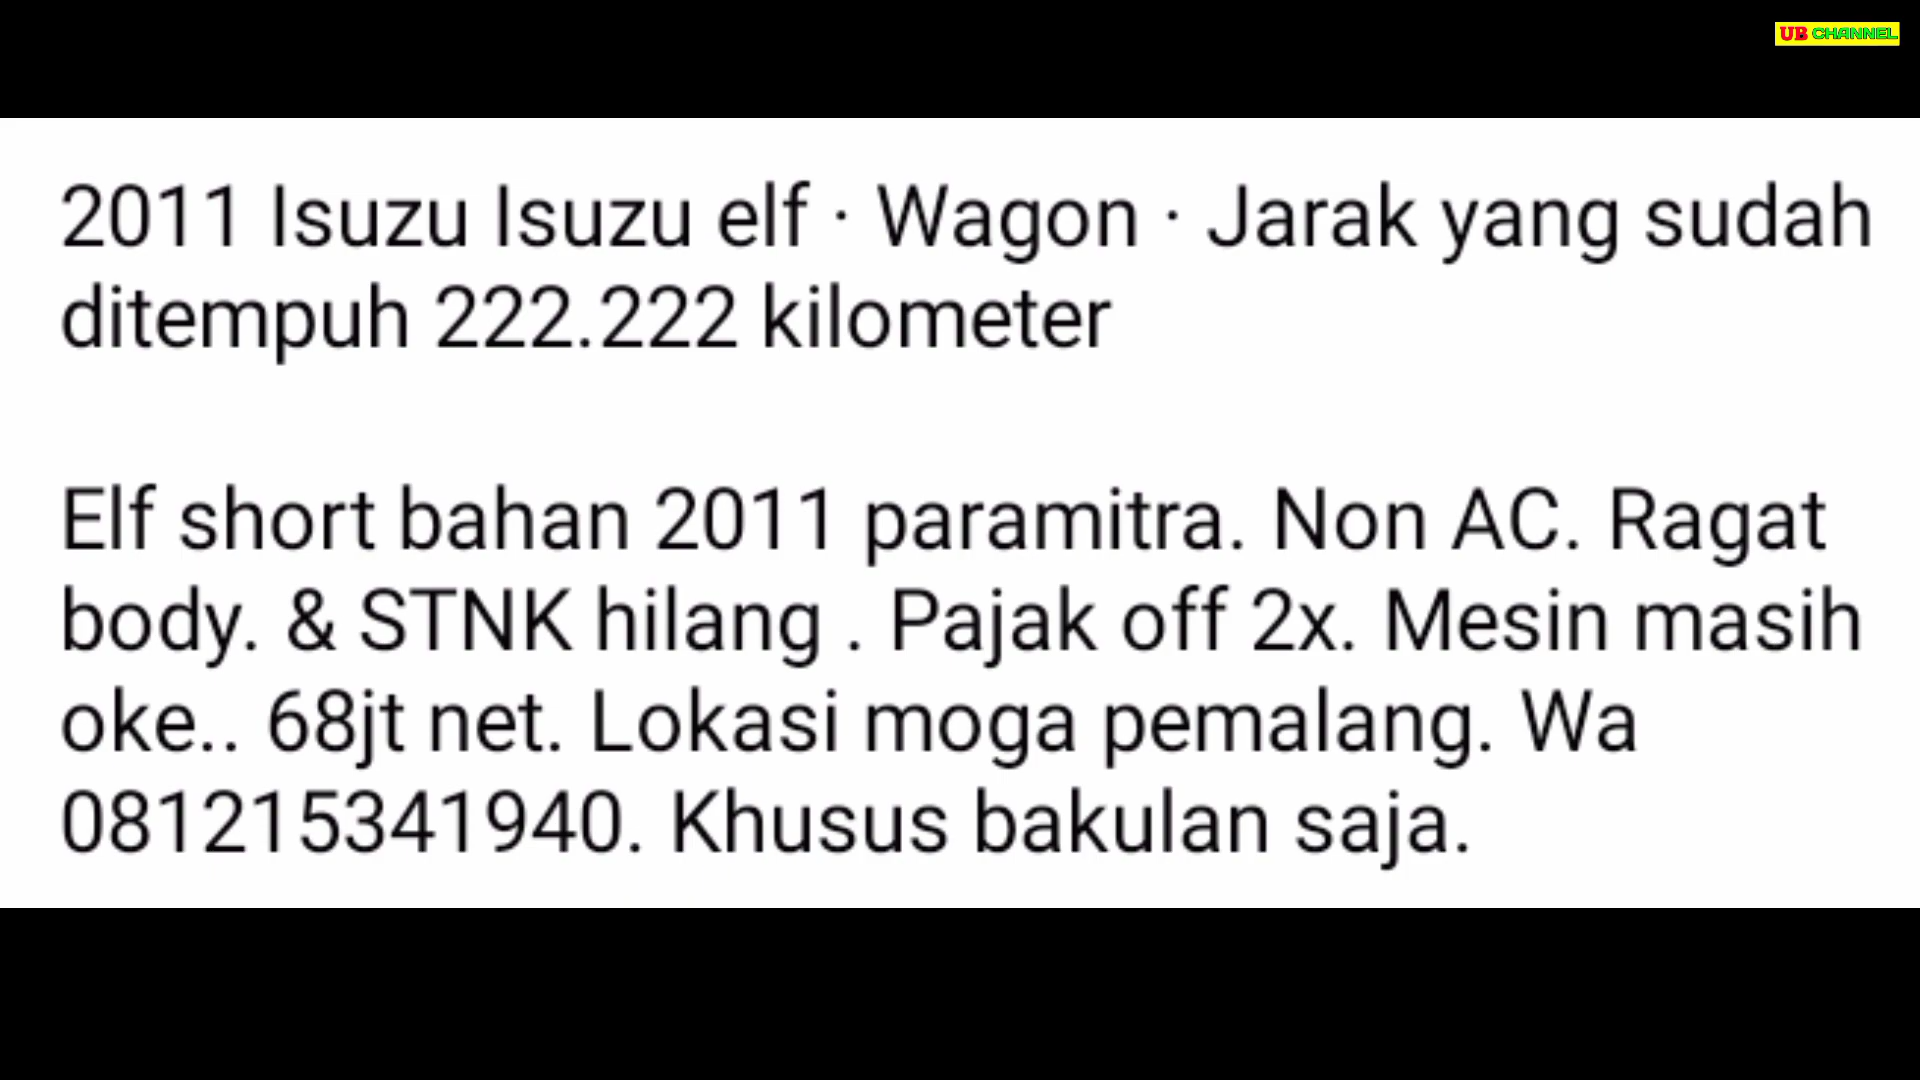 UB CHANNEL
2011 Isuzu Isuzu elf · Wagon · Jarak yang sudah
ditempuh 222.222 kilometer
Elf short bahan 2011 paramitra. Non AC. Ragat
body. & STNK hilang . Pajak off 2x. Mesin masih
oke.. 68jt net. Lokasi moga pemalang. Wa
081215341940. Khusus bakulan saja.